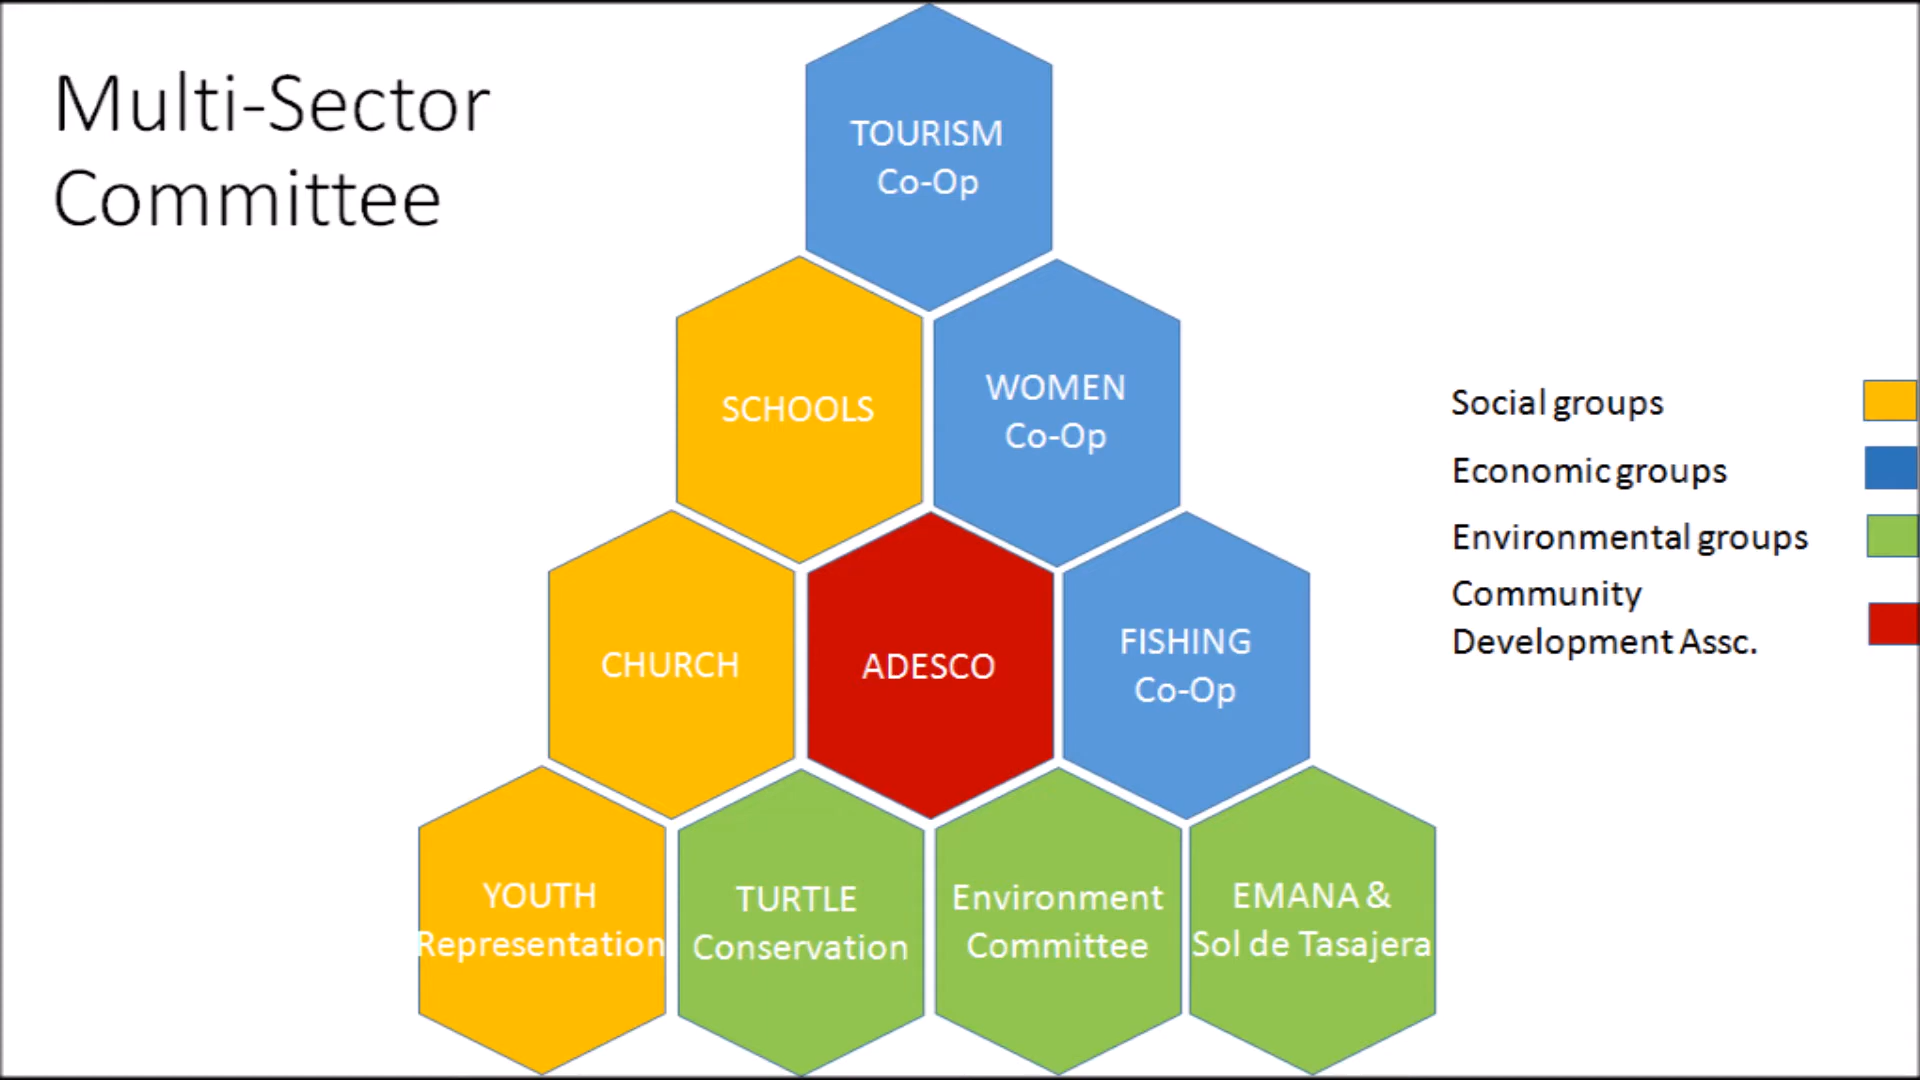 Multi-Sector
Committee
TOURISM
Co-Op
SCHOOLS
WOMEN
Co-Op
CHURCH
ADESCO
FISHING
Co-Op
YOUTH
Representation
TURTLE
Conservation
Environment
Committee
EMANA &
Sol de Tasajera
Social groups
Economic groups
Environmental groups
Community
Development Assc.